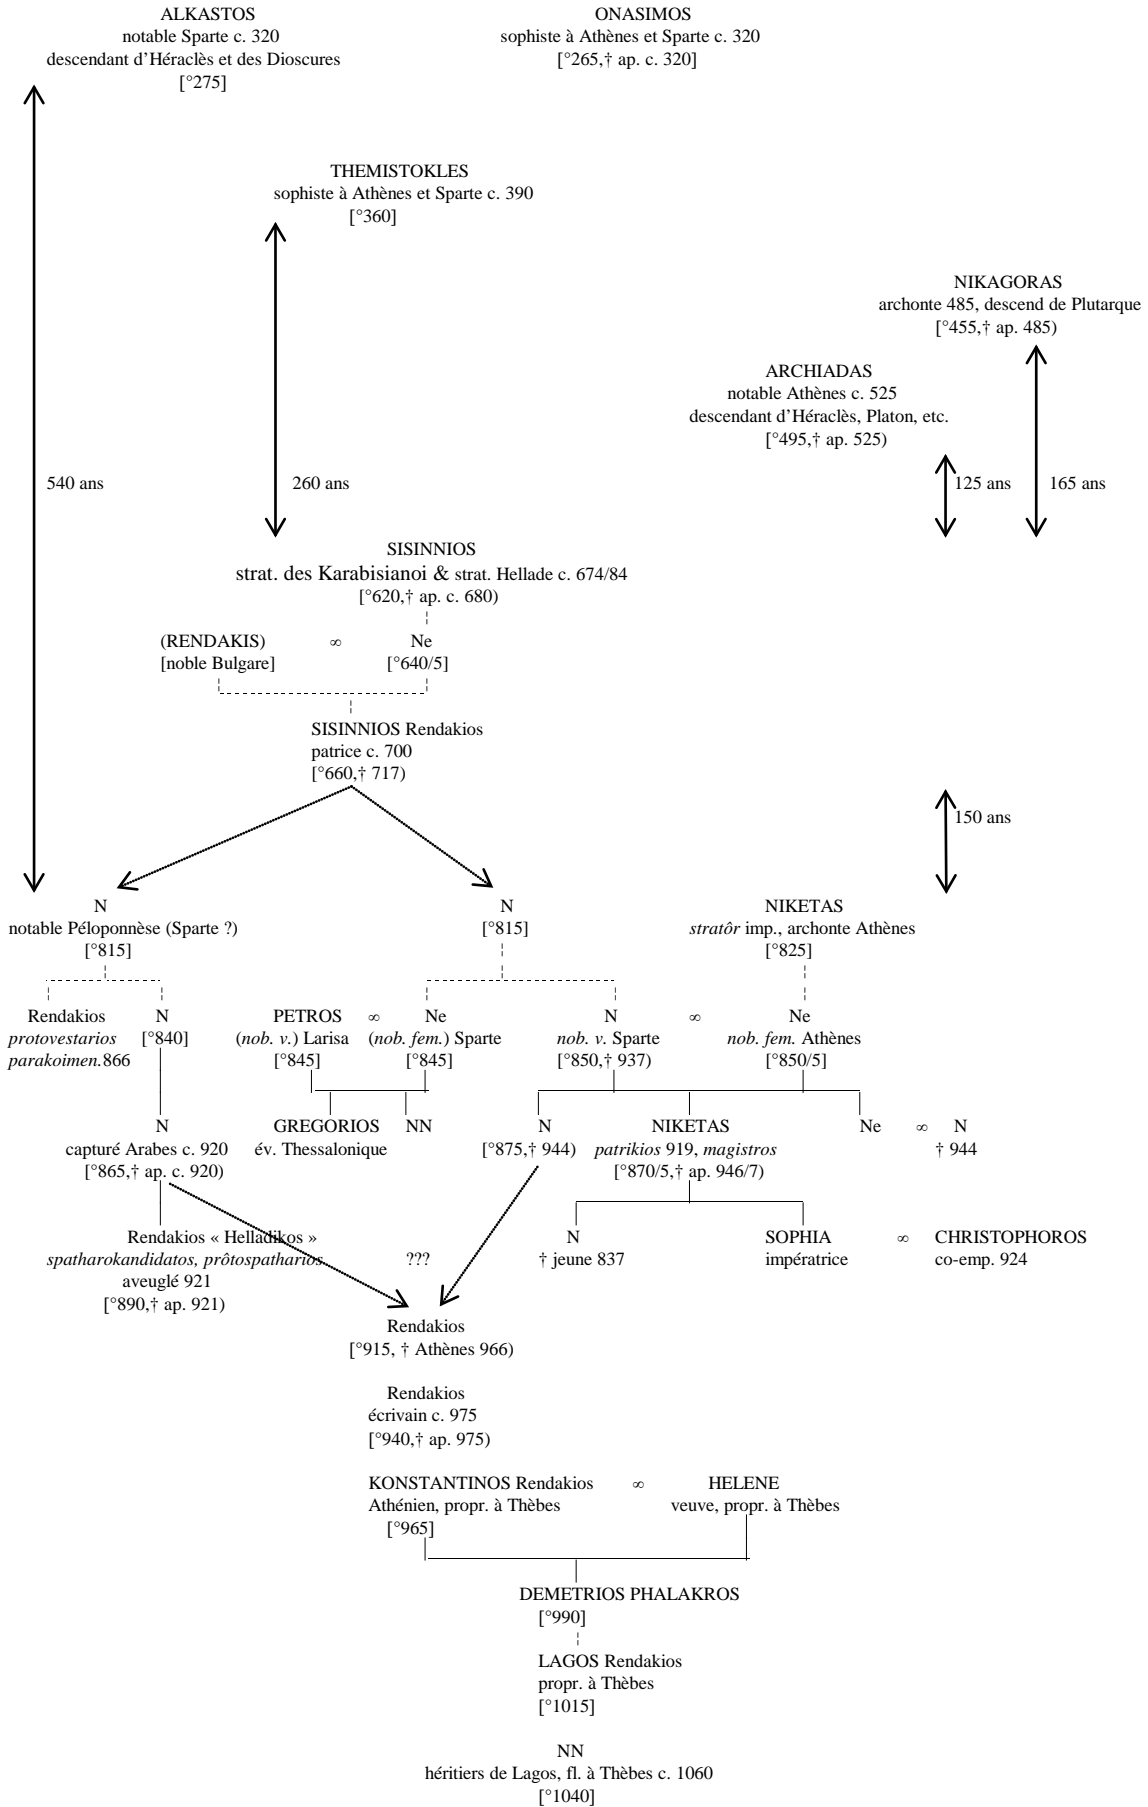 ALKASTOS
notable Sparte c. 320
descendant d'Héraclès et des Dioscures
[°275]
ONASIMOS
sophiste à Athènes et Sparte c. 320
[°265,† ap. c. 320]
THEMISTOKLES
sophiste à Athènes et Sparte c. 390
[°360]
NIKAGORAS
archonte 485, descend de Plutarque
[°455,† ap. 485)
ARCHIADAS
notable Athènes c. 525
descendant d'Héraclès, Platon, etc.
[°495,† ap. 525)
540 ans
260 ans
125 ans
165 ans
SISINNIOS
strat. des Karabisianoi & strat. Hellade c. 674/84
[°620,† ap. c. 680)
(RENDAKIS) ∞ Ne
[noble Bulgare] [°640/5]
SISINNIOS Rendakios
patrice c. 700
[°660,† 717)
150 ans
N
notable Péloponnèse (Sparte ?)
[°815]
N
[°815]
NIKETAS
stratôr imp., archonte Athènes
[°825]
Rendakios
protovestarios
parakoimen.866
N
[°840]
PETROS ∞ Ne
(nob. v.) Larisa (nob. fem.) Sparte
[°845] [°845]
N ∞ Ne
nob. v. Sparte nob. fem. Athènes
[°850,† 937) [°850/5]
N
capturé Arabes c. 920
[°865,† ap. c. 920)
GREGORIOS
év. Thessalonique
NN
N
[°875,† 944)
NIKETAS
patrikios 919, magistros
[°870/5,† ap. 946/7)
Ne ∞ N
† 944
Rendakios « Helladikos »
spatharokandidatos, prôtospatharios
aveuglé 921
[°890,† ap. 921)
???
N
† jeune 837
SOPHIA ∞ CHRISTOPHOROS
impératrice co-emp. 924
Rendakios
[°915, † Athènes 966)
Rendakios
écrivain c. 975
[°940,† ap. 975)
KONSTANTINOS Rendakios ∞ HELENE
Athénien, propr. à Thèbes veuve, propr. à Thèbes
[°965]
DEMETRIOS PHALAKROS
[°990]
LAGOS Rendakios
propr. à Thèbes
[°1015]
NN
héritiers de Lagos, fl. à Thèbes c. 1060
[°1040]